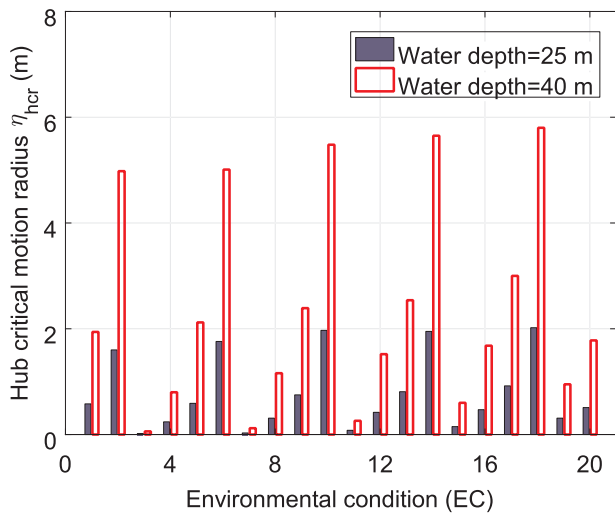 8
6
4
2
0
Hub critical motion radius η_hcr (m)
Water depth=25 m
Water depth=40 m
0 4 8 12 16 20
Environmental condition (EC)